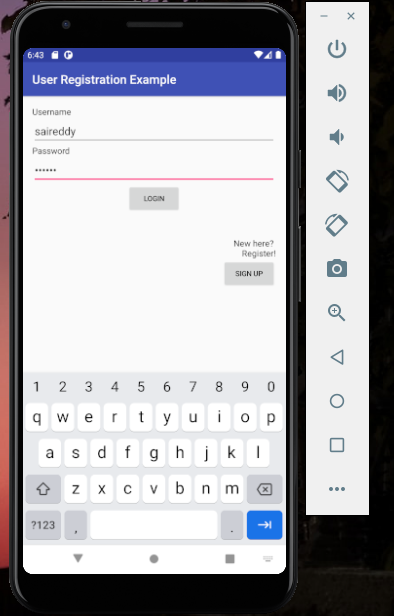 6:43
User Registration Example
Username
saireddy
Password
••••••
LOGIN
New here?
Register!
SIGN UP
1 2 3 4 5 6 7 8 9 0
q w e r t y u i o p
a s d f g h j k l
z x c v b n m
?123 , .